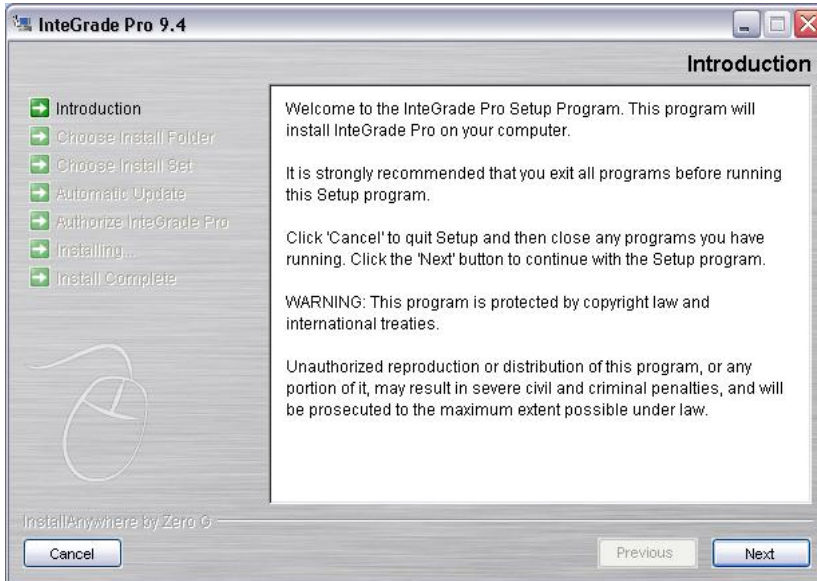 InteGrade Pro 9.4
Introduction
Introduction
Choose Install Folder
Choose Install Set
Automatic Update
Authorize InteGrade Pro
Installing...
Install Complete
Welcome to the InteGrade Pro Setup Program. This program will
install InteGrade Pro on your computer.
It is strongly recommended that you exit all programs before running
this Setup program.
Click 'Cancel' to quit Setup and then close any programs you have
running. Click the 'Next' button to continue with the Setup program.
WARNING: This program is protected by copyright law and
international treaties.
Unauthorized reproduction or distribution of this program, or any
portion of it, may result in severe civil and criminal penalties, and will
be prosecuted to the maximum extent possible under law.
InstallAnywhere by Zero G
Cancel
Previous
Next